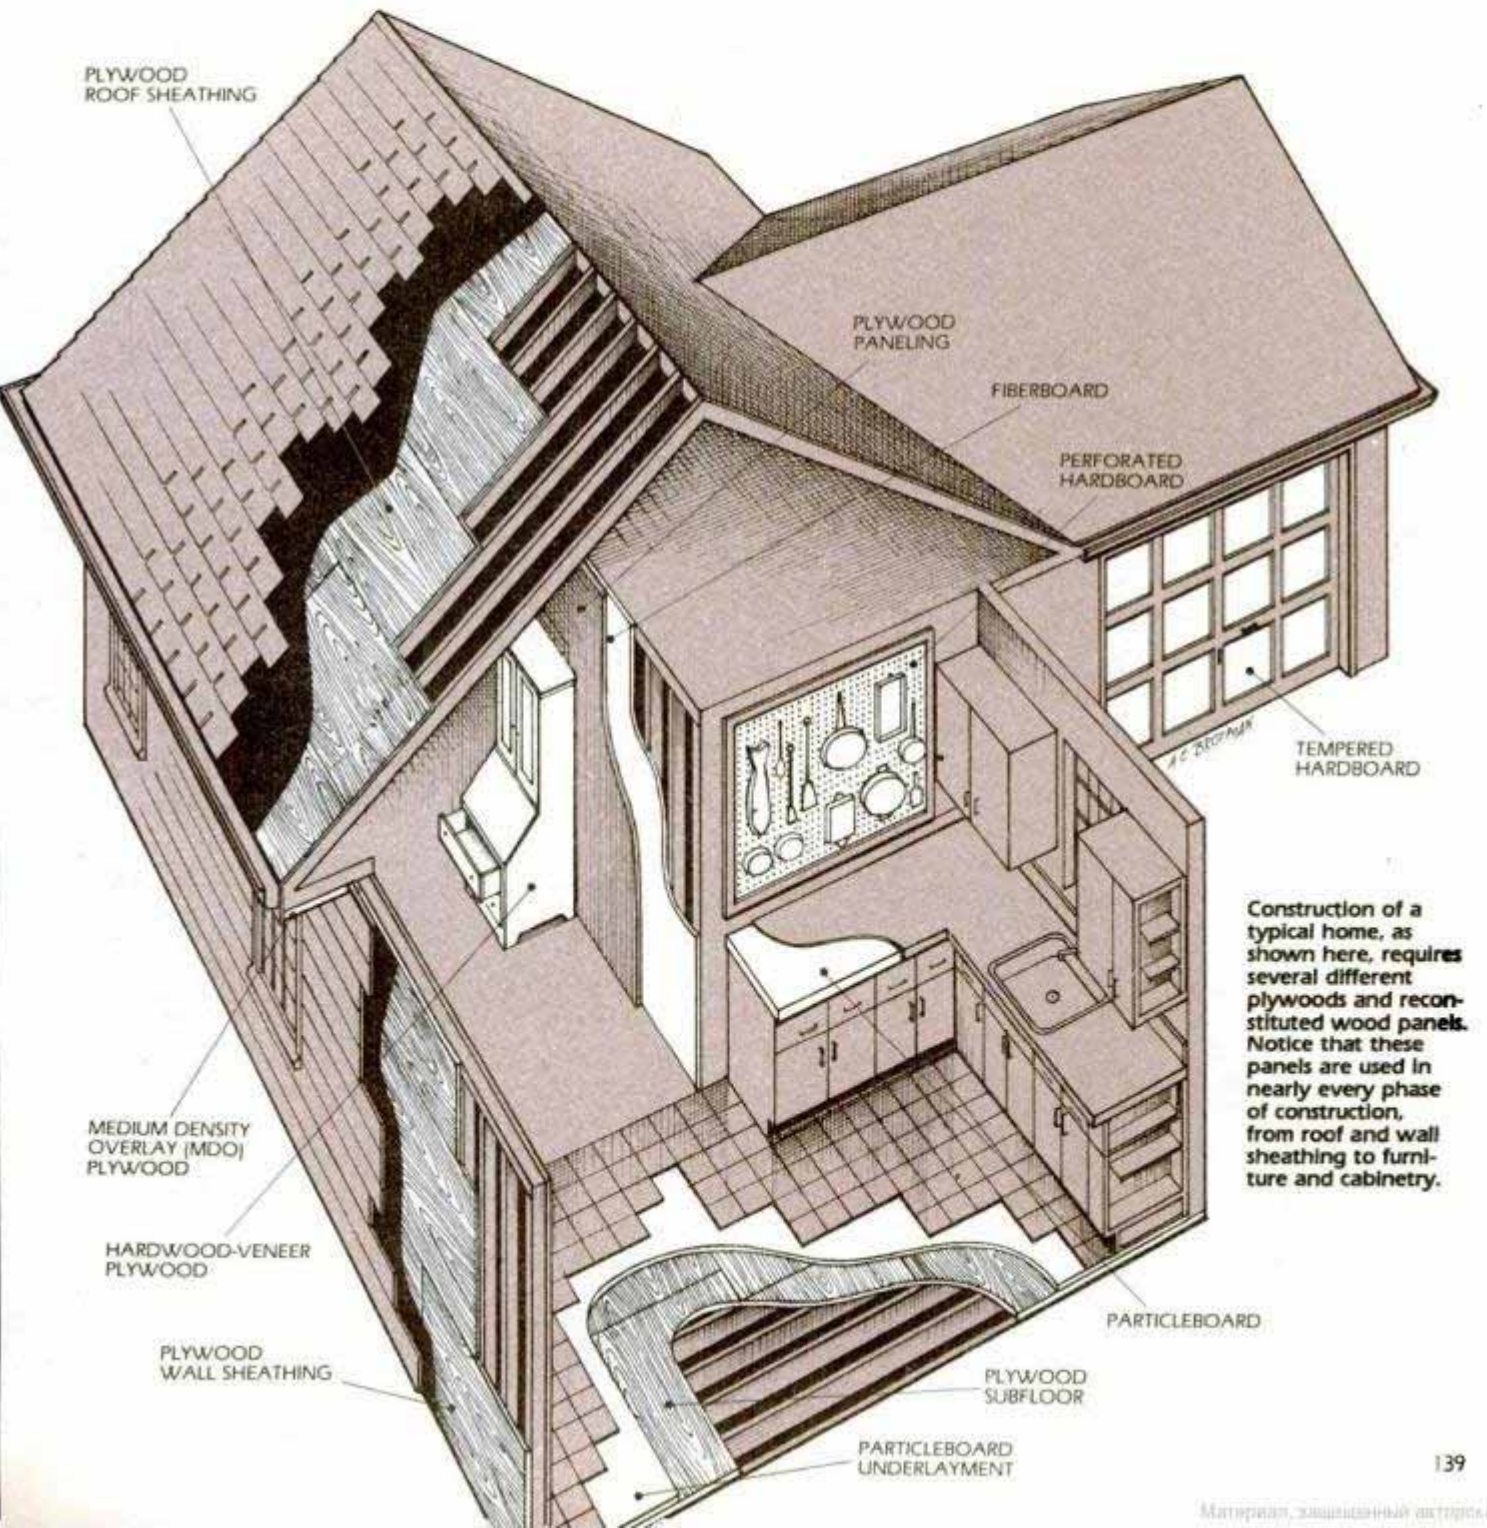 PLYWOOD
ROOF SHEATHING
PLYWOOD
PANELING
FIBERBOARD
PERFORATED
HARDBOARD
TEMPERED
HARDBOARD
Construction of a
typical home, as
shown here, requires
several different
plywoods and recon-
stituted wood panels.
Notice that these
panels are used in
nearly every phase
of construction,
from roof and wall
sheathing to furni-
ture and cabinetry.
MEDIUM DENSITY
OVERLAY (MDO)
PLYWOOD
HARDWOOD-VENEER
PLYWOOD
PLYWOOD
WALL SHEATHING
PARTICLEBOARD
PLYWOOD
SUBFLOOR
PARTICLEBOARD
UNDERLAYMENT
139
Материал, защищенный